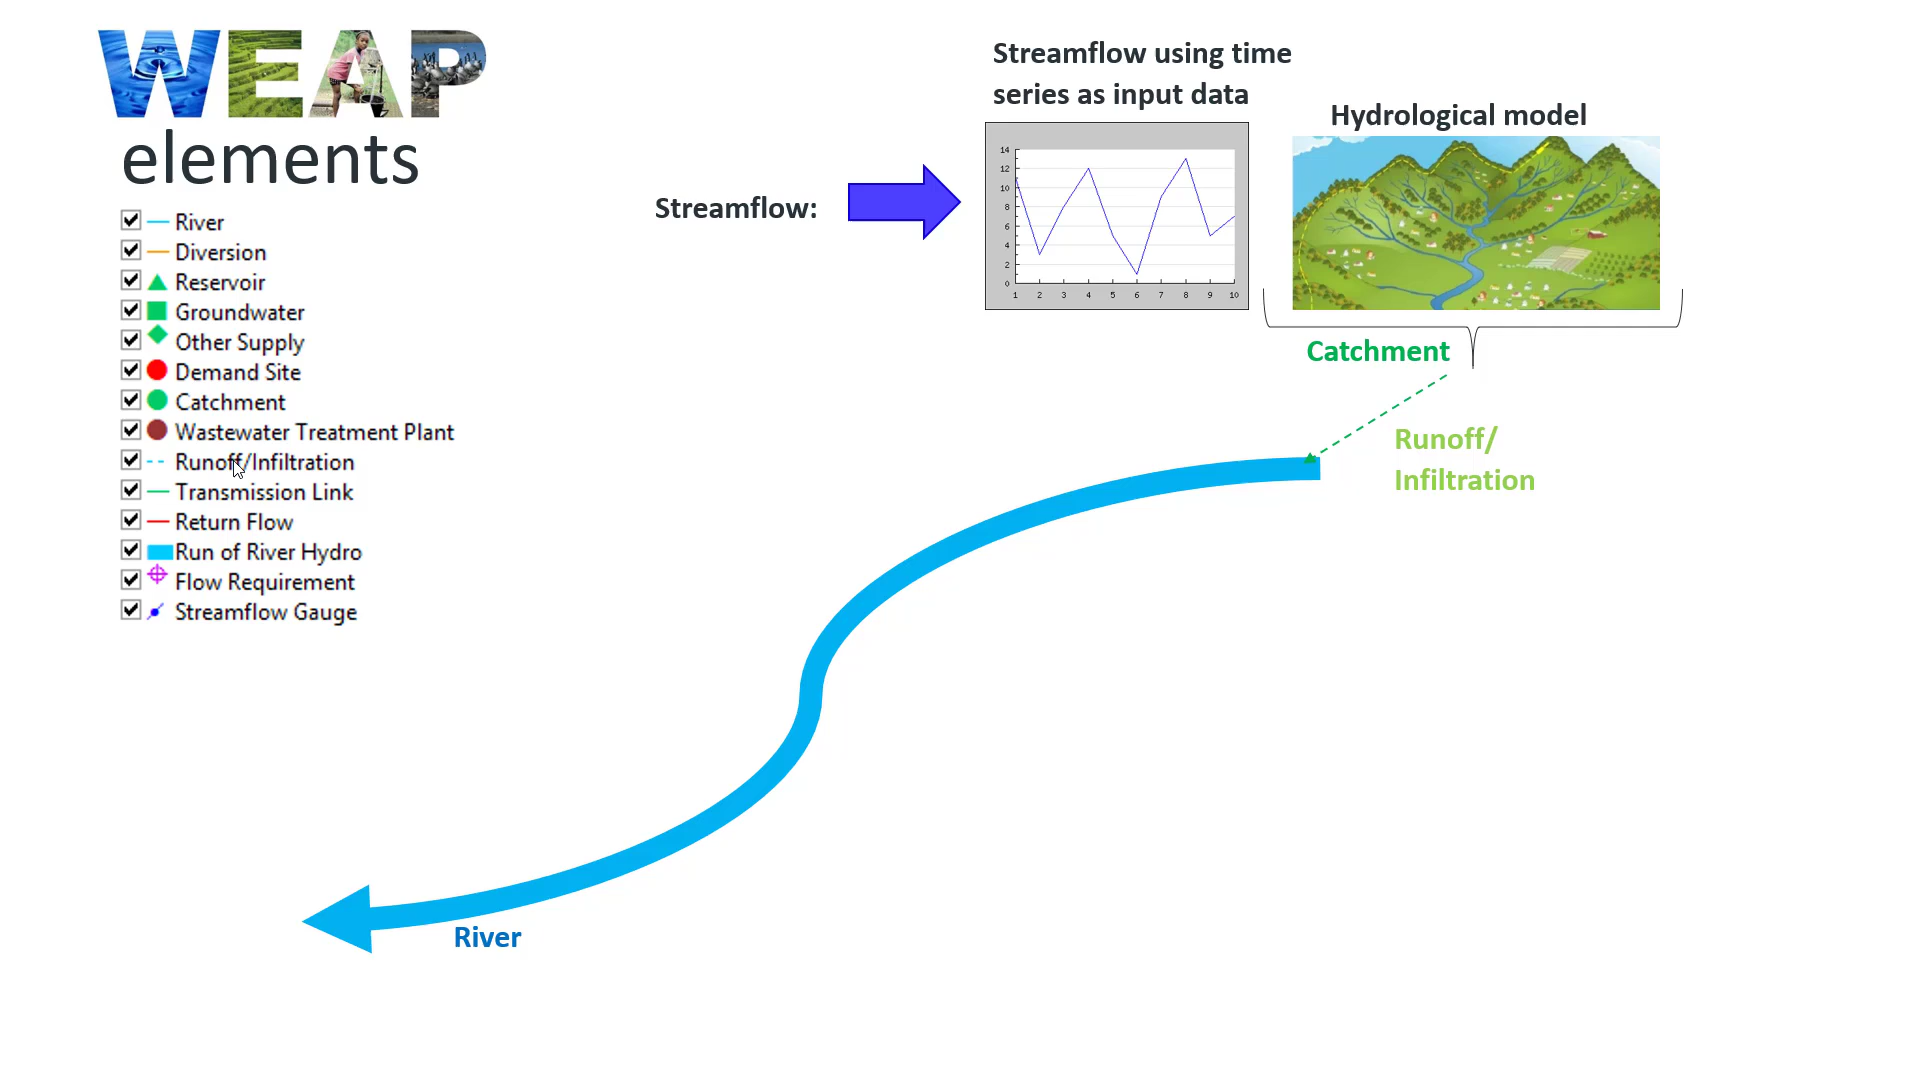 WEAP
elements
River
Diversion
Reservoir
Groundwater
Other Supply
Demand Site
Catchment
Wastewater Treatment Plant
Runoff/Infiltration
Transmission Link
Return Flow
Run of River Hydro
Flow Requirement
Streamflow Gauge
Streamflow using time
series as input data
Hydrological model
Streamflow:
14
12
10
8
6
4
2
0
1 2 3 4 5 6 7 8 9 10
Catchment
Runoff/
Infiltration
River